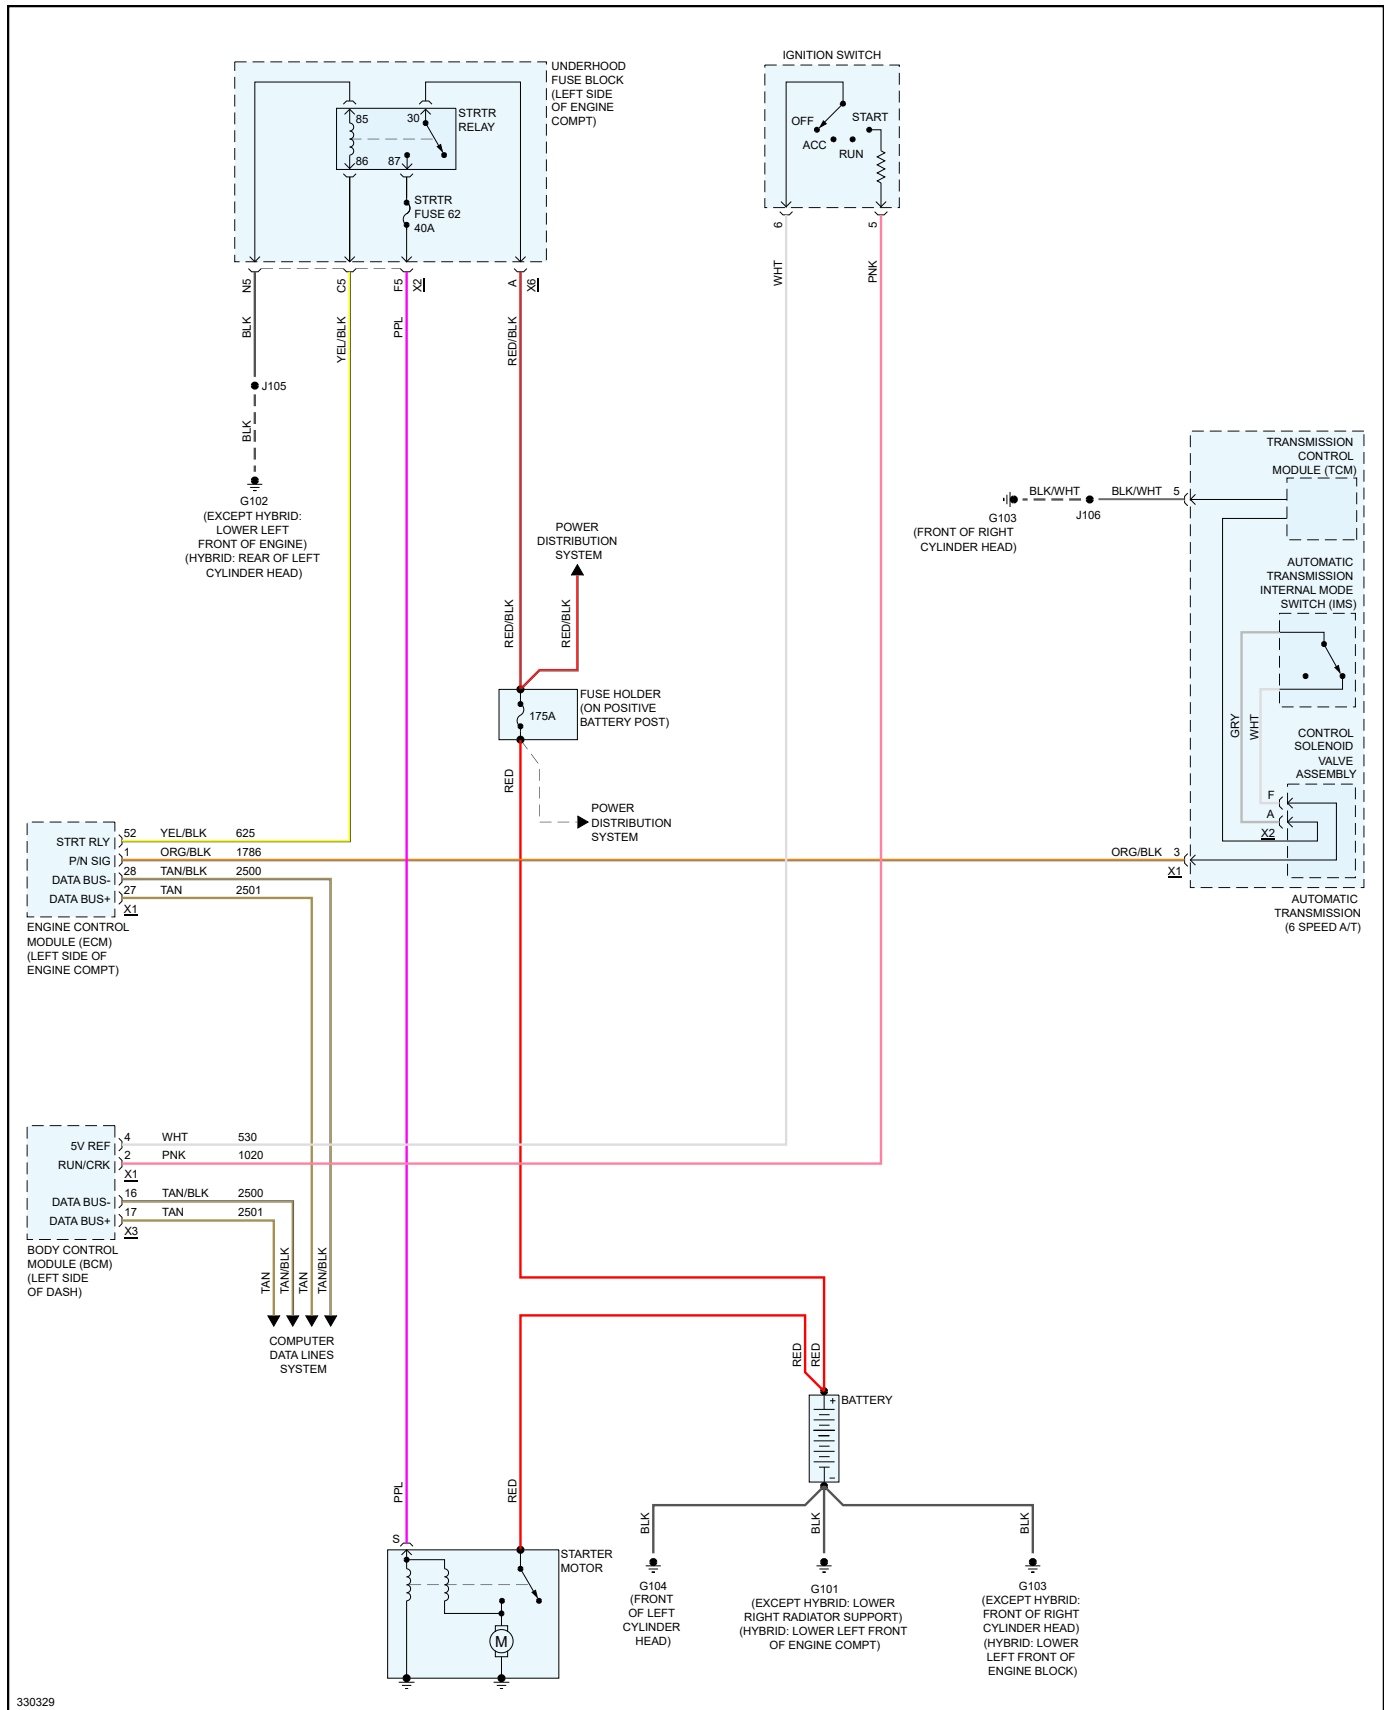 UNDERHOOD
FUSE BLOCK
(LEFT SIDE
OF ENGINE
COMPT)
85
30
STRTR
RELAY
86
87
STRTR
FUSE 62
40A
N5
C5
F5
X2
A
X6
BLK
YEL/BLK
PPL
RED/BLK
J105
BLK
G102
(EXCEPT HYBRID:
LOWER LEFT
FRONT OF ENGINE)
(HYBRID: REAR OF LEFT
CYLINDER HEAD)
IGNITION SWITCH
OFF
ACC
RUN
START
6
5
WHT
PNK
TRANSMISSION
CONTROL
MODULE (TCM)
BLK/WHT
BLK/WHT
5
G103
J106
(FRONT OF RIGHT
CYLINDER HEAD)
AUTOMATIC
TRANSMISSION
INTERNAL MODE
SWITCH (IMS)
GRY
WHT
CONTROL
SOLENOID
VALVE
ASSEMBLY
F
A
X2
ORG/BLK
3
X1
AUTOMATIC
TRANSMISSION
(6 SPEED A/T)
POWER
DISTRIBUTION
SYSTEM
RED/BLK
RED/BLK
FUSE HOLDER
(ON POSITIVE
BATTERY POST)
175A
RED
POWER
DISTRIBUTION
SYSTEM
STRT RLY
52
YEL/BLK
625
P/N SIG
1
ORG/BLK
1786
DATA BUS-
28
TAN/BLK
2500
DATA BUS+
27
TAN
2501
X1
ENGINE CONTROL
MODULE (ECM)
(LEFT SIDE OF
ENGINE COMPT)
5V REF
4
WHT
530
RUN/CRK
2
PNK
1020
X1
DATA BUS-
16
TAN/BLK
2500
DATA BUS+
17
TAN
2501
X3
BODY CONTROL
MODULE (BCM)
(LEFT SIDE
OF DASH)
TAN
TAN/BLK
TAN
TAN/BLK
COMPUTER
DATA LINES
SYSTEM
RED
RED
+
BATTERY
-
PPL
RED
S
STARTER
MOTOR
M
BLK
BLK
BLK
G104
(FRONT
OF LEFT
CYLINDER
HEAD)
G101
(EXCEPT HYBRID: LOWER
RIGHT RADIATOR SUPPORT)
(HYBRID: LOWER LEFT FRONT
OF ENGINE COMPT)
G103
(EXCEPT HYBRID:
FRONT OF RIGHT
CYLINDER HEAD)
(HYBRID: LOWER
LEFT FRONT OF
ENGINE BLOCK)
330329